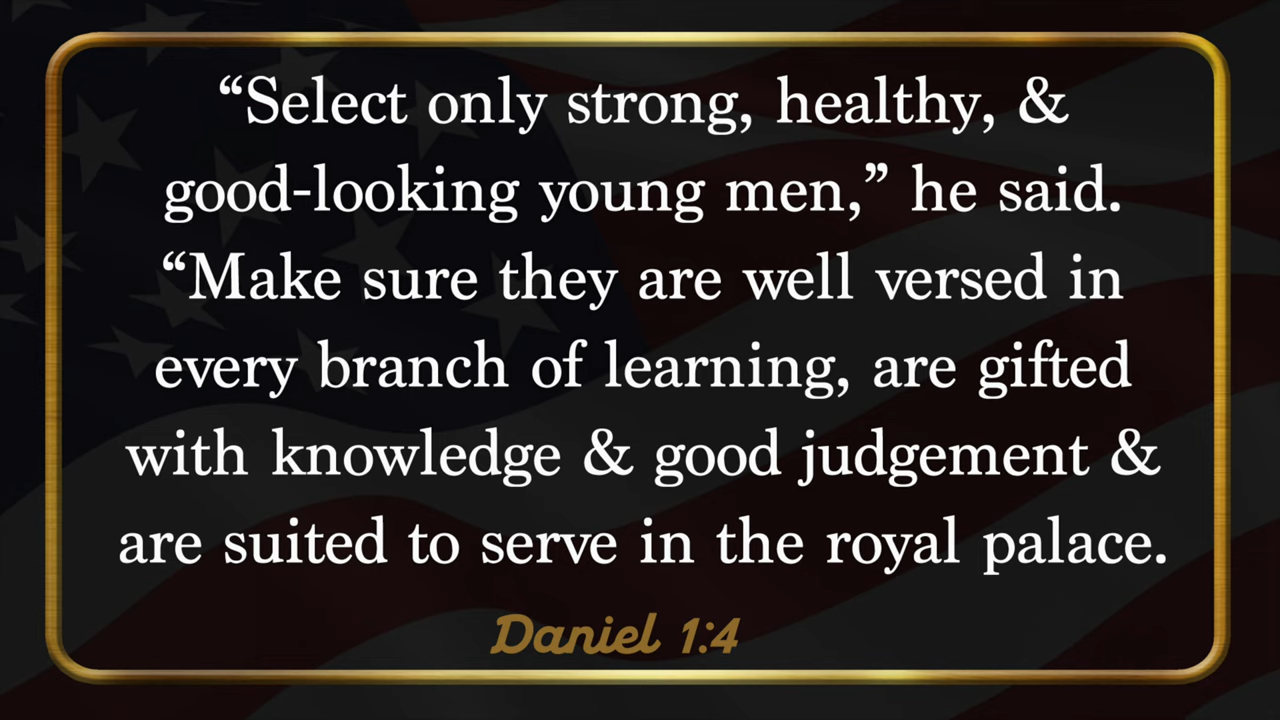 “Select only strong, healthy, &
good-looking young men,” he said.
“Make sure they are well versed in
every branch of learning, are gifted
with knowledge & good judgement &
are suited to serve in the royal palace.
Daniel 1:4